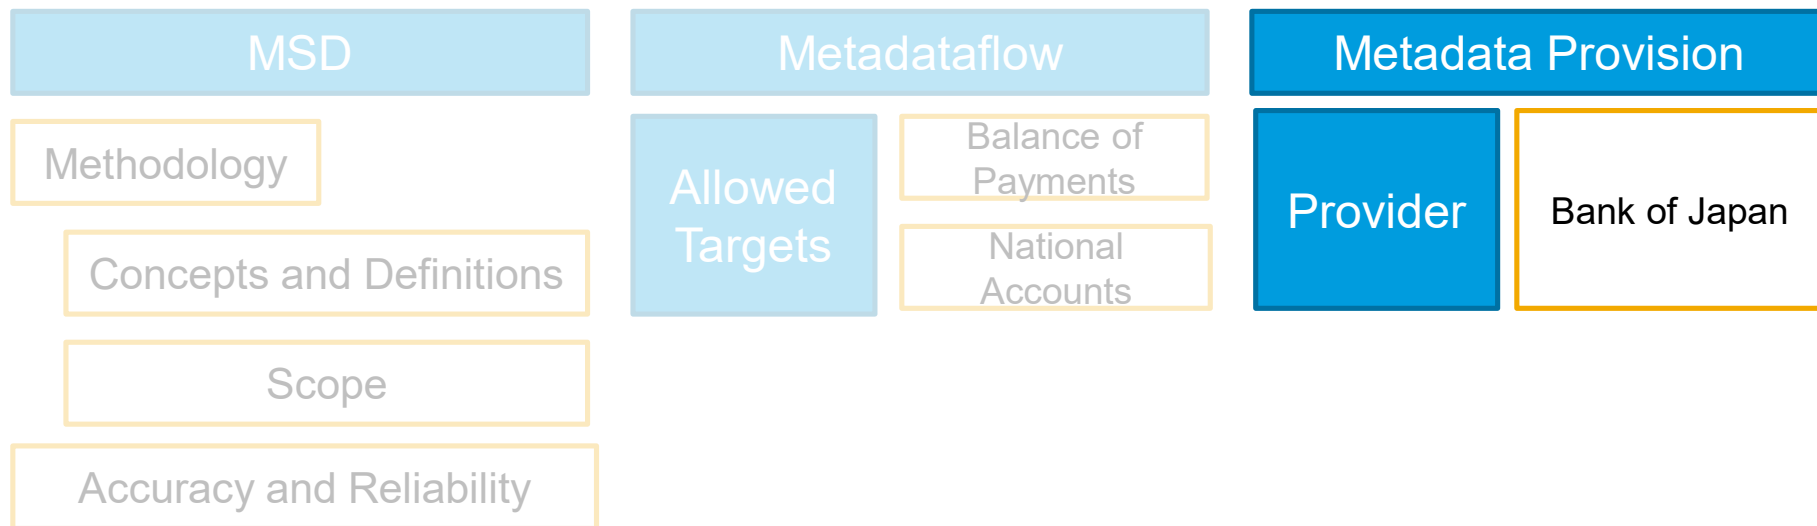 MSD
Methodology
Concepts and Definitions
Scope
Accuracy and Reliability
Metadataflow
Allowed
Targets
Balance of
Payments
National
Accounts
Metadata Provision
Provider
Bank of Japan